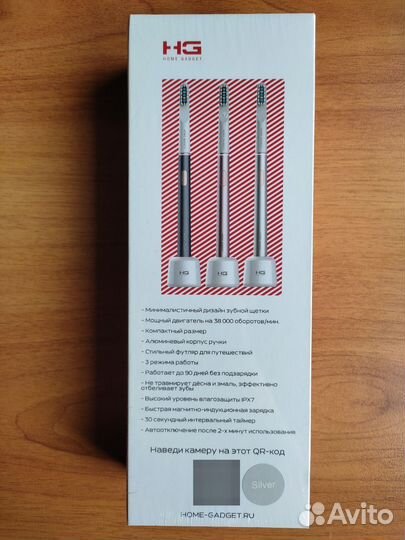 HG
HOME GADGET
HG HG HG
- Минималистичный дизайн зубной щетки
- Мощный двигатель на 38 000 оборотов/мин.
- Компактный размер
- Алюминевый корпус ручки
- Стильный футляр для путешествий
- 3 режима работы
- Работает до 90 дней без подзарядки
- Не травмирует дёсна и эмаль, эффективно
отбеливает зубы
- Высокий уровень влагозащиты IPX7
- Быстрая магнитно-индукционная зарядка
- 30 секундный интервальный таймер
- Автоотключение после 2-х минут использования
Наведи камеру на этот QR-код
Silver
HOME-GADGET.RU
Avito